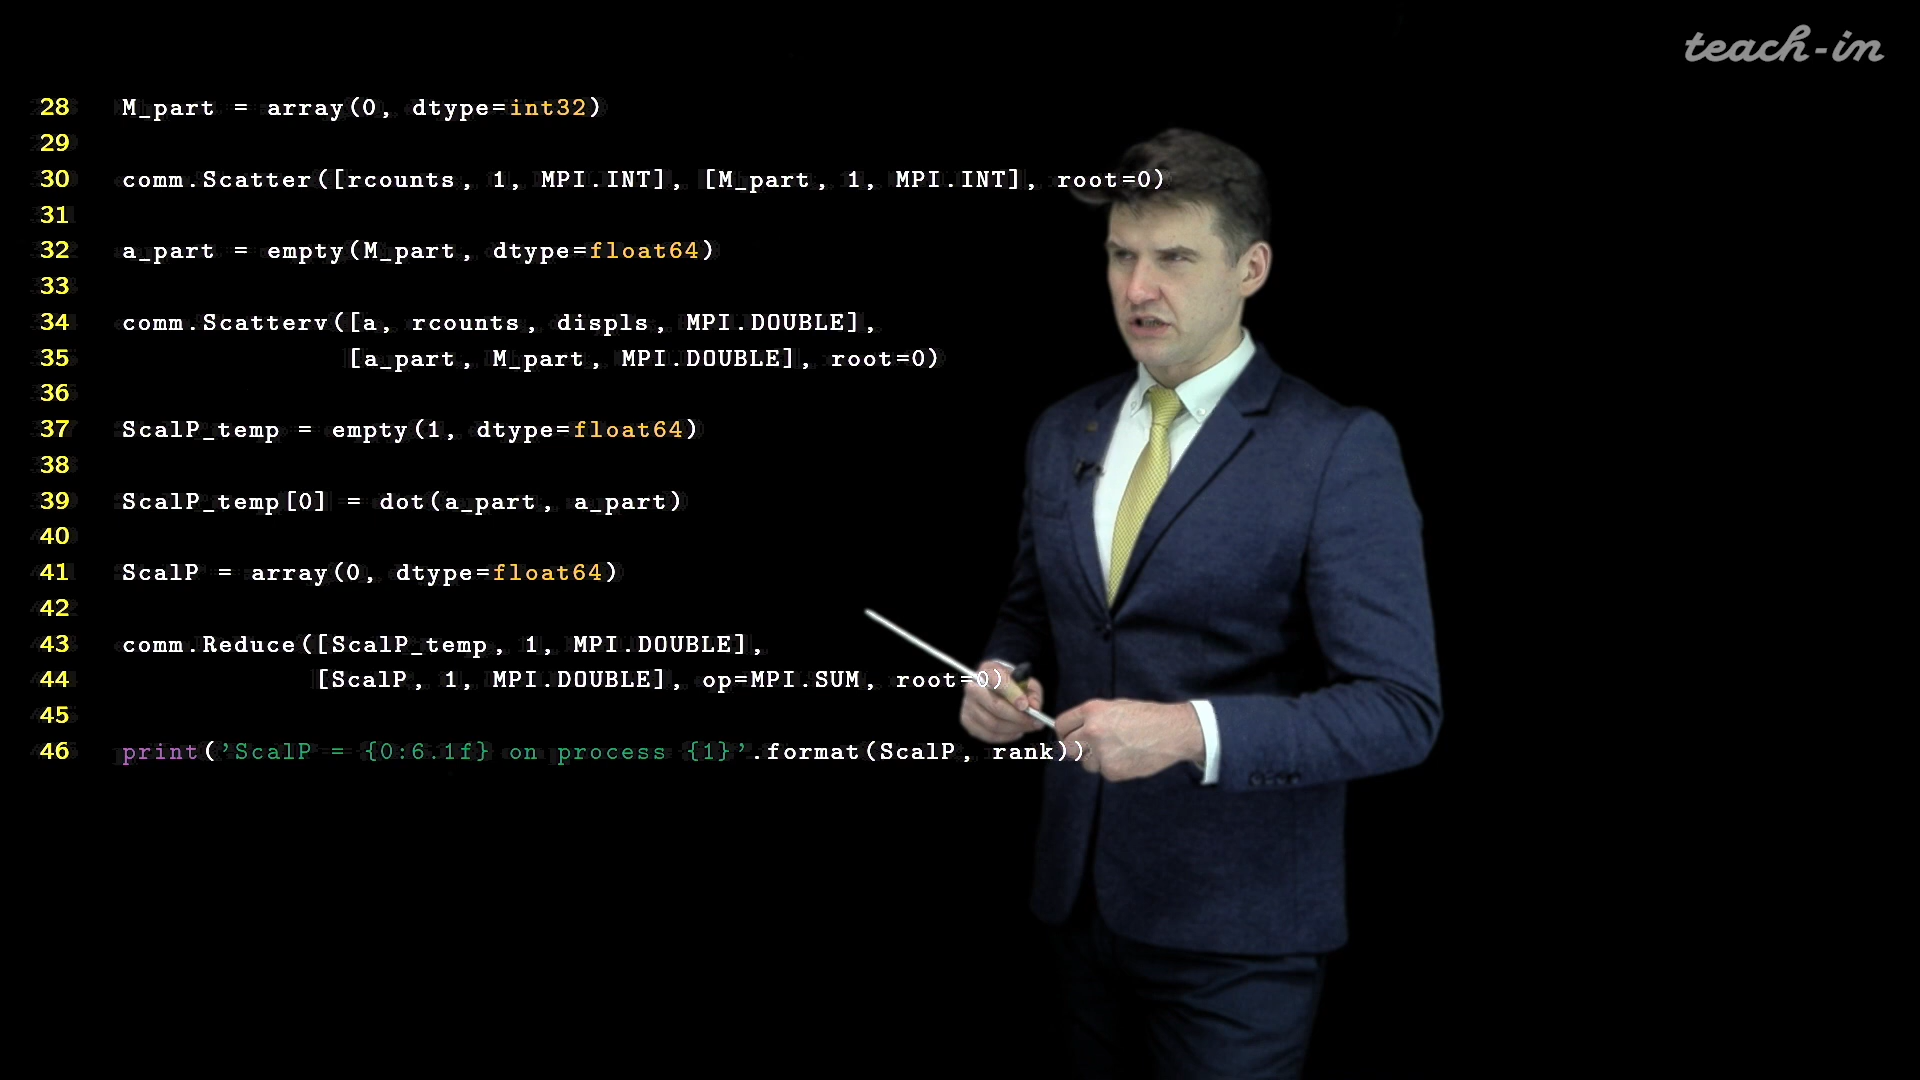 teach-in
28 M_part = array(0, dtype=int32)
29
30 comm.Scatter([rcounts, 1, MPI.INT], [M_part, 1, MPI.INT], root=0)
31
32 a_part = empty(M_part, dtype=float64)
33
34 comm.Scatterv([a, rcounts, displs, MPI.DOUBLE],
35 [a_part, M_part, MPI.DOUBLE], root=0)
36
37 ScalP_temp = empty(1, dtype=float64)
38
39 ScalP_temp[0] = dot(a_part, a_part)
40
41 ScalP = array(0, dtype=float64)
42
43 comm.Reduce([ScalP_temp, 1, MPI.DOUBLE],
44 [ScalP, 1, MPI.DOUBLE], op=MPI.SUM, root=0)
45
46 print('ScalP = {0:6.1f} on process {1}'.format(ScalP, rank))